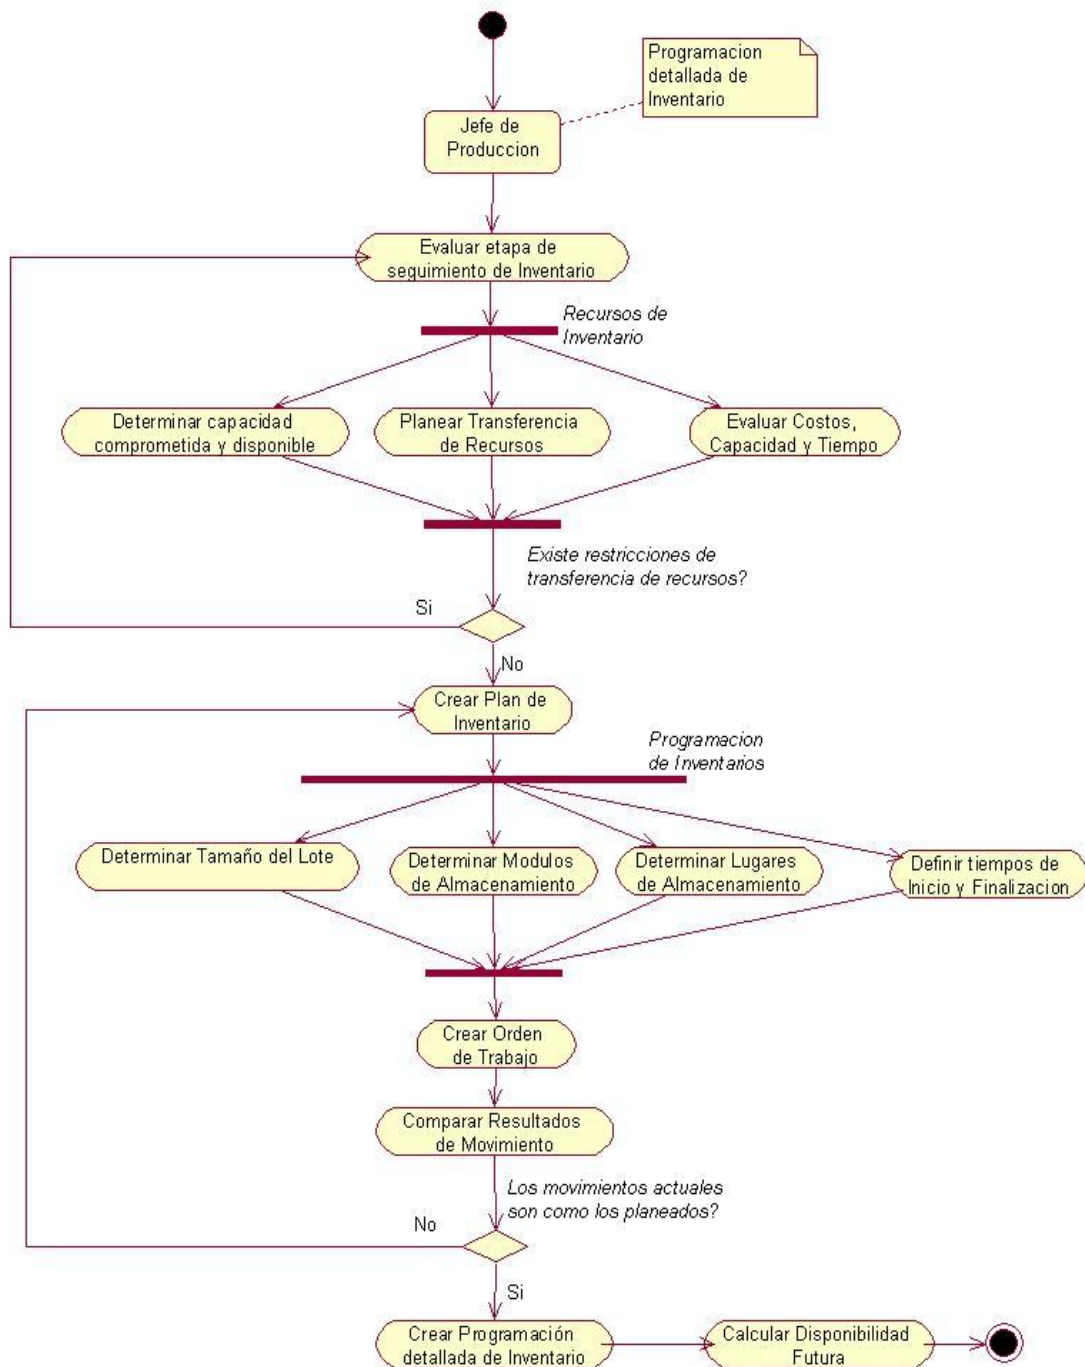 Programacion
detallada de
Inventario
Jefe de
Produccion
Evaluar etapa de
seguimiento de Inventario
Recursos de
Inventario
Determinar capacidad
comprometida y disponible
Planear Transferencia
de Recursos
Evaluar Costos,
Capacidad y Tiempo
Existe restricciones de
transferencia de recursos?
Si
No
Crear Plan de
Inventario
Programacion
de Inventarios
Determinar Tamaño del Lote
Determinar Modulos
de Almacenamiento
Determinar Lugares
de Almacenamiento
Definir tiempos de
Inicio y Finalizacion
Crear Orden
de Trabajo
Comparar Resultados
de Movimiento
Los movimientos actuales
son como los planeados?
No
Si
Crear Programación
detallada de Inventario
Calcular Disponibilidad
Futura